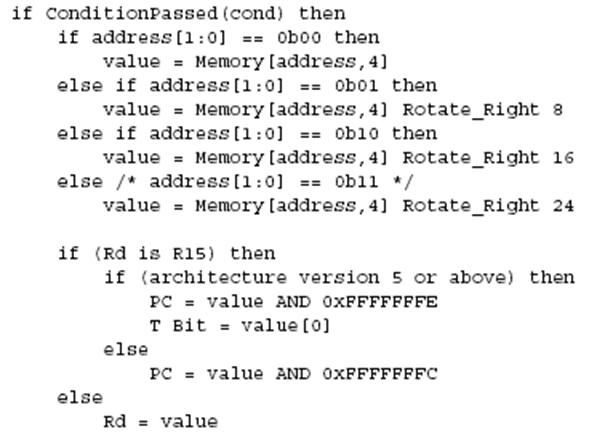 if ConditionPassed(cond) then
    if address[1:0] == 0b00 then
        value = Memory[address,4]
    else if address[1:0] == 0b01 then
        value = Memory[address,4] Rotate_Right 8
    else if address[1:0] == 0b10 then
        value = Memory[address,4] Rotate_Right 16
    else /* address[1:0] == 0b11 */
        value = Memory[address,4] Rotate_Right 24

    if (Rd is R15) then
        if (architecture version 5 or above) then
            PC = value AND 0xFFFFFFFE
            T Bit = value[0]
        else
            PC = value AND 0xFFFFFFFC
    else
        Rd = value